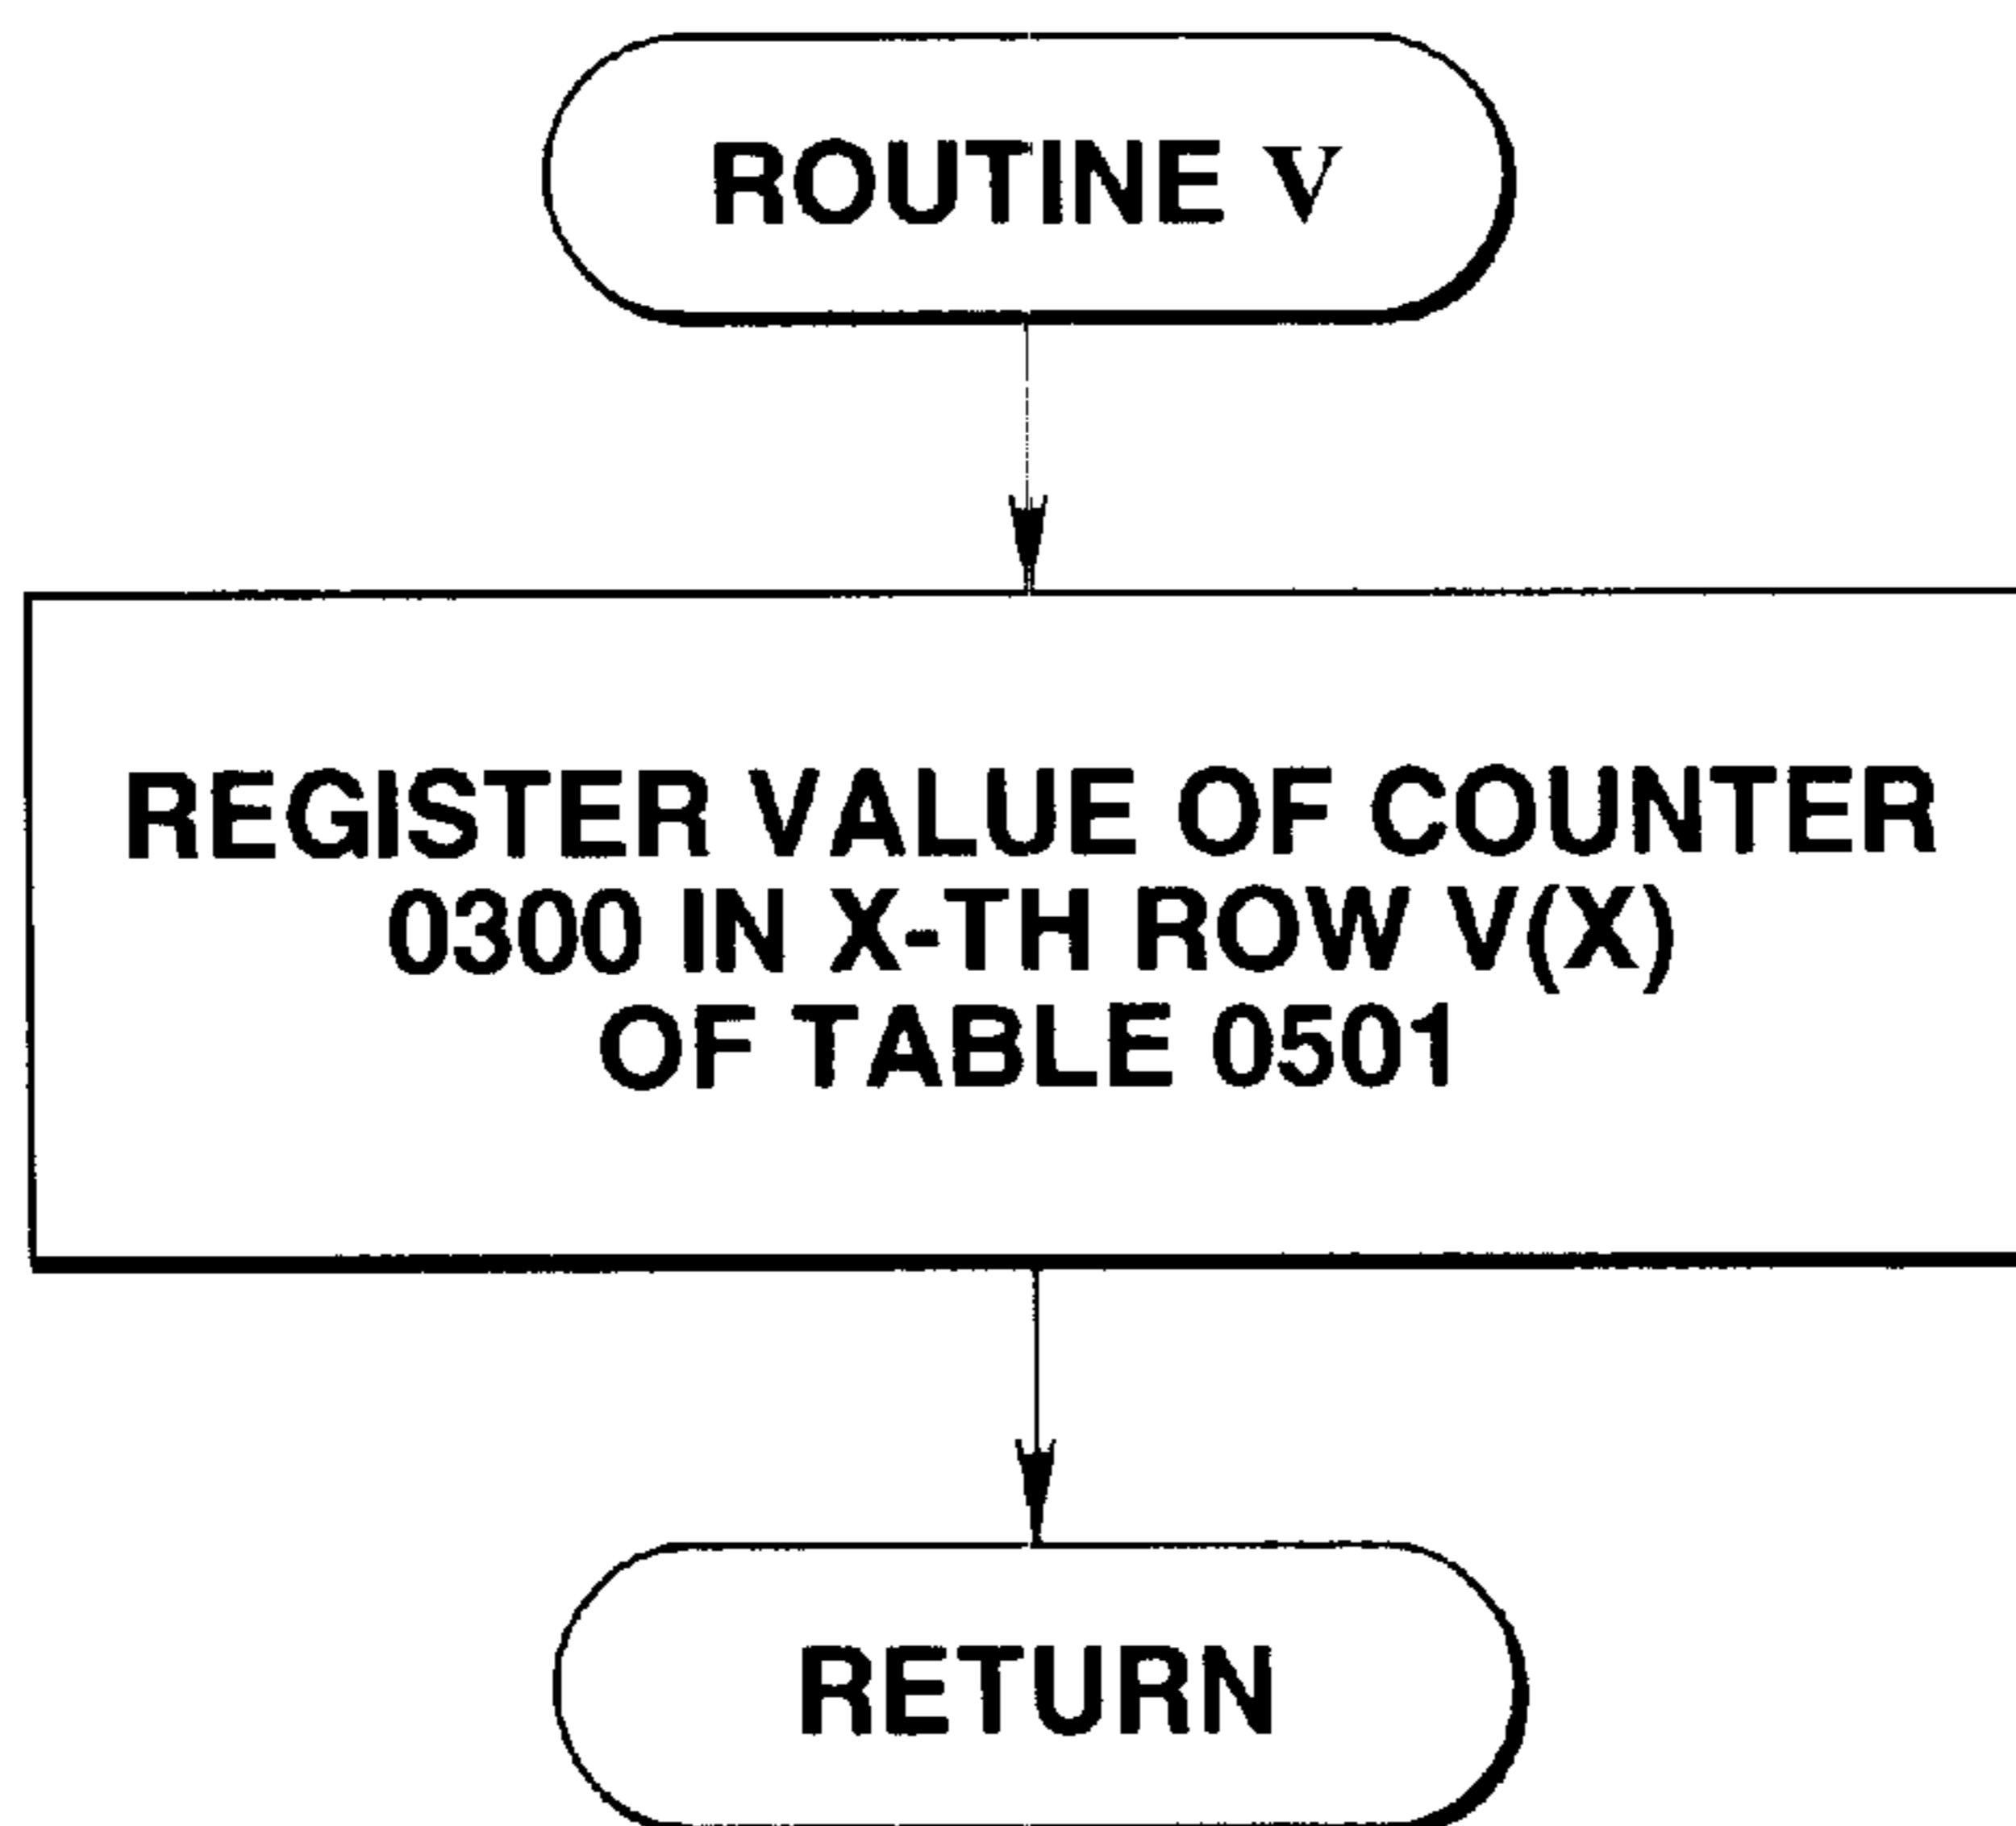 ROUTINE V
REGISTER VALUE OF COUNTER
0300 IN X-TH ROW V(X)
OF TABLE 0501
RETURN